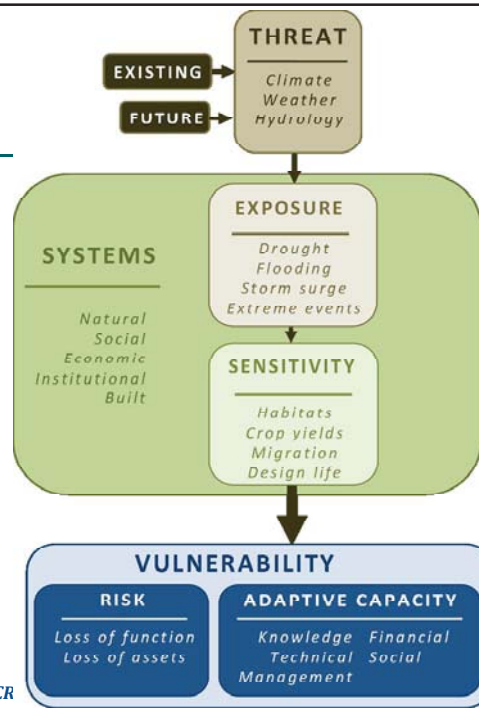 THREAT
EXISTING
Climate
Weather
FUTURE
Hydrology
EXPOSURE
SYSTEMS
Drought
Flooding
Storm surge
Extreme events
Natural
Social
Economic
Institutional
Built
SENSITIVITY
Habitats
Crop yields
Migration
Design life
VULNERABILITY
RISK
Loss of function
Loss of assets
ADAPTIVE CAPACITY
Knowledge Financial
Technical Social
Management